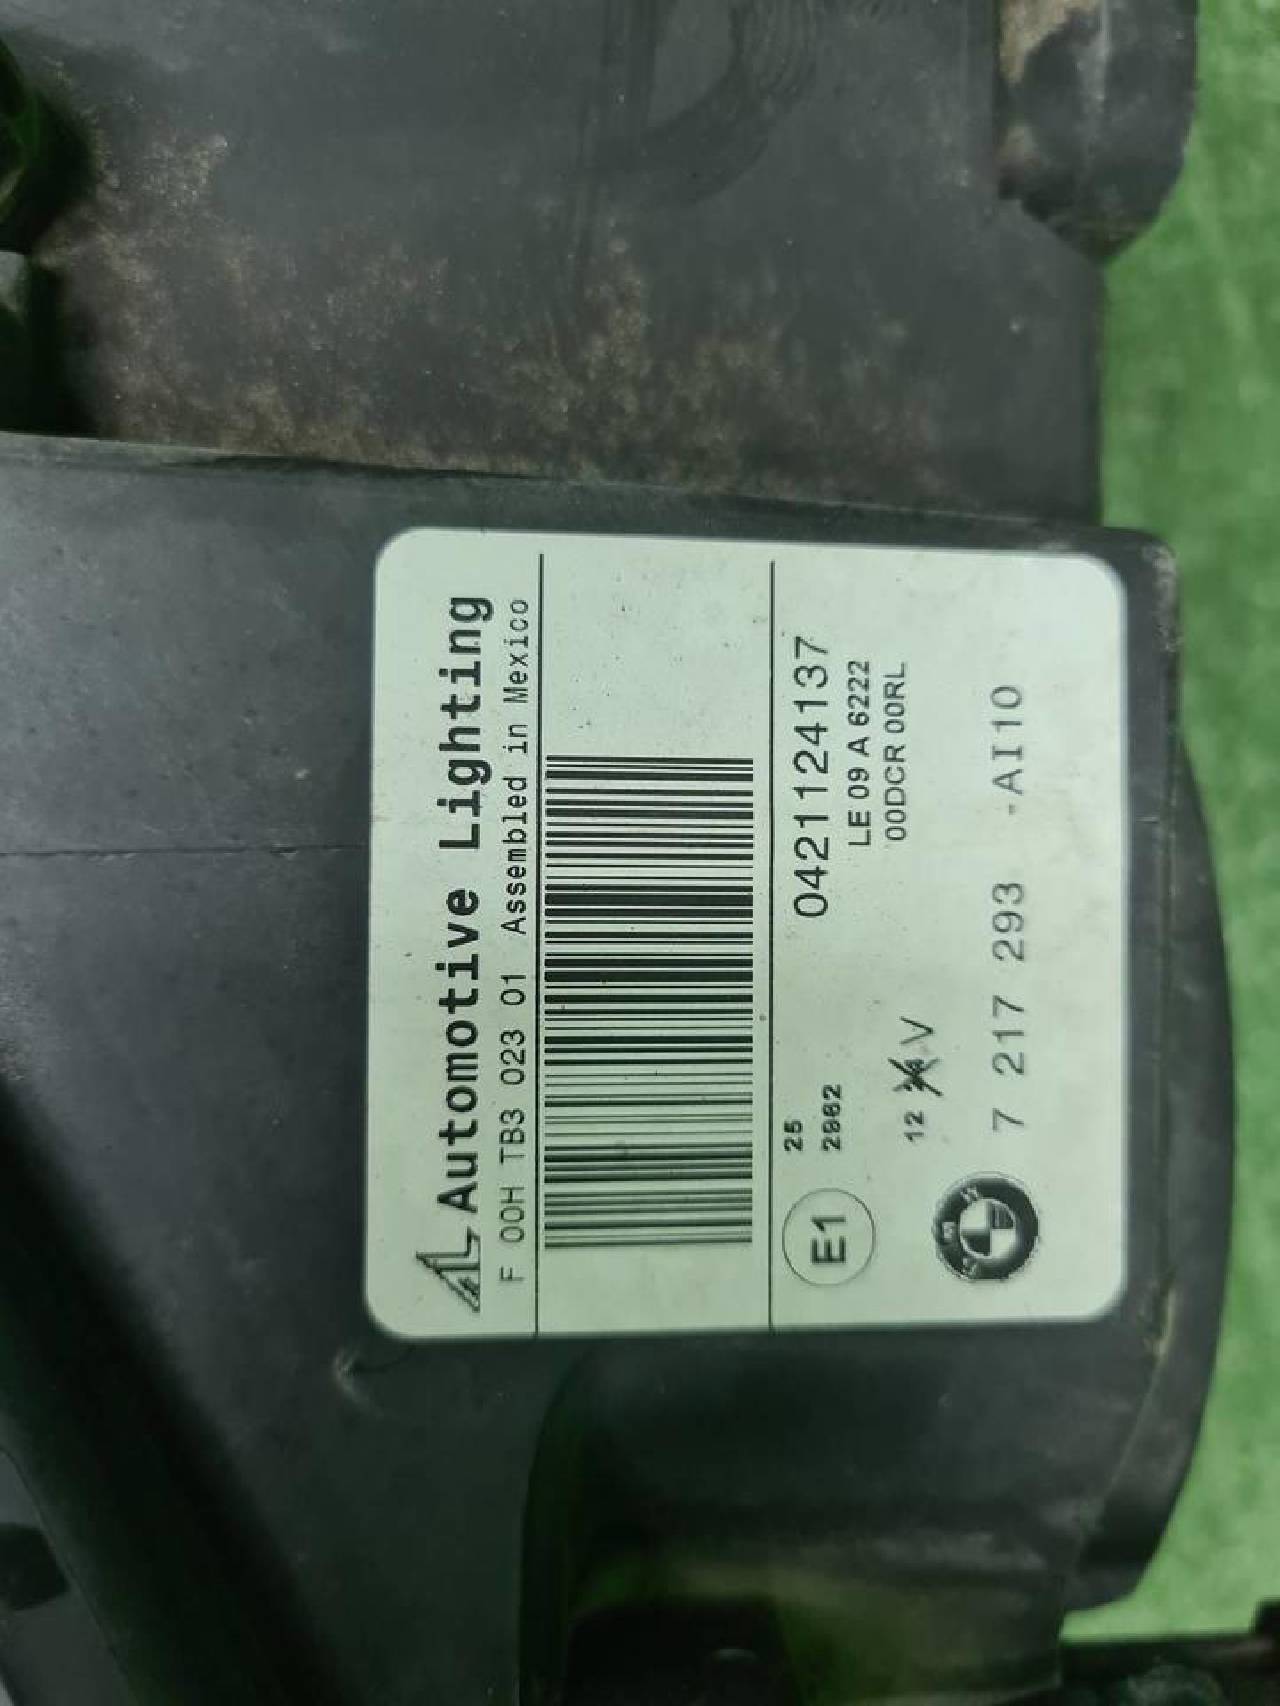 AL Automotive Lighting
F 00H TB3 023 01 Assembled in Mexico
25
2862
0421124137
LE 09 A 6222
00DCR 00RL
E1
12 V
7 217 293 -AI10